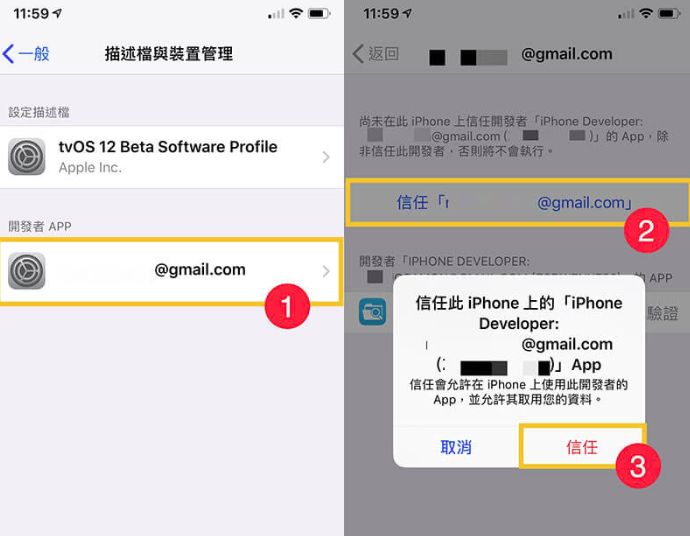 11:59
一般
描述檔與裝置管理
設定描述檔
tvOS 12 Beta Software Profile
Apple Inc.
開發者 APP
@gmail.com
1
11:59
返回
@gmail.com
尚未在此 iPhone 上信任開發者「iPhone Developer:
@gmail.com (
)」的 App，除
非信任此開發者，否則將不會執行。
信任「
@gmail.com」
2
開發者「IPHONE DEVELOPER:
的 APP
驗證
信任此 iPhone 上的「iPhone
Developer:
@gmail.com
(
)」App
信任會允許在 iPhone 上使用此開發者的
App，並允許其取用您的資料。
取消
信任
3